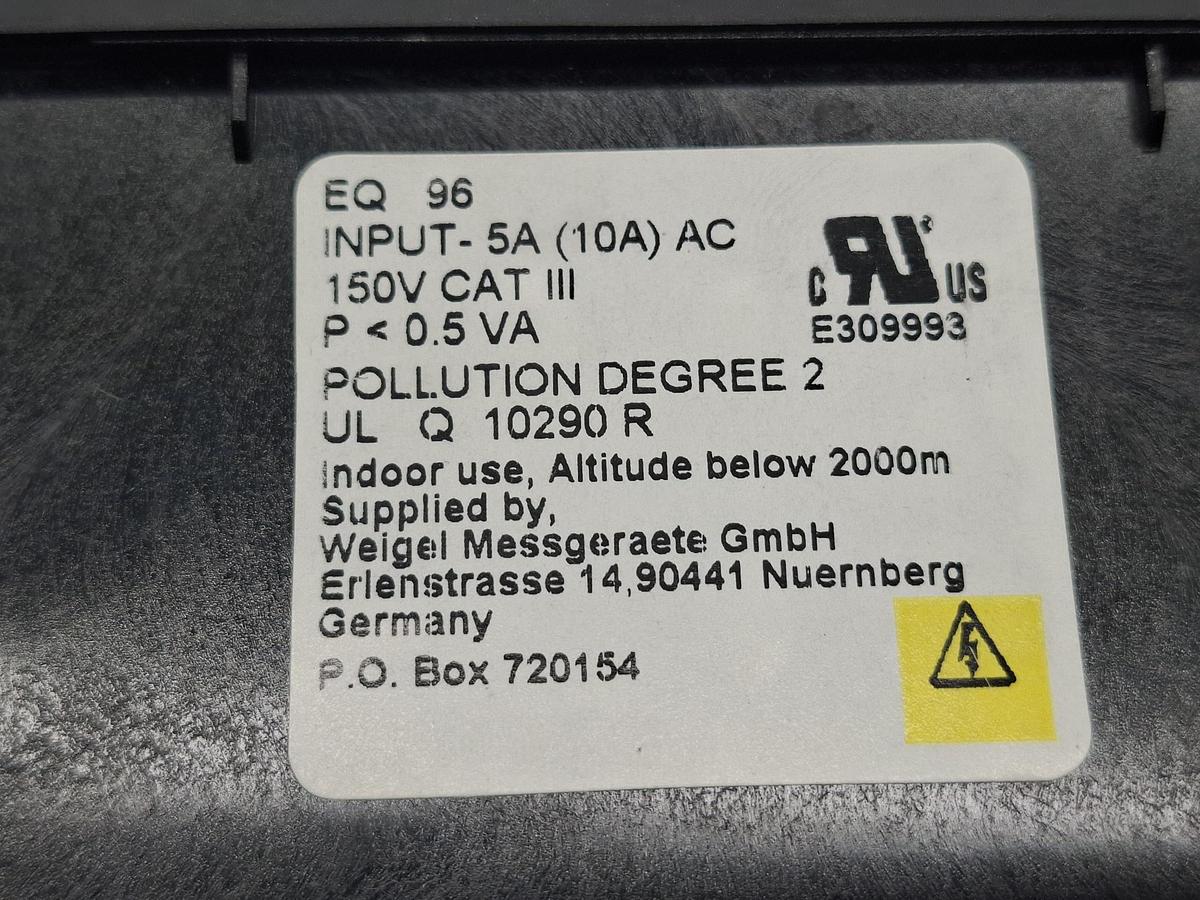 EQ 96
INPUT- 5A (10A) AC
150V CAT III
P < 0.5 VA
c RU ® US
E309993
POLLUTION DEGREE 2
UL Q 10290 R
Indoor use, Altitude below 2000m
Supplied by,
Weigel Messgeraete GmbH
Erlenstrasse 14,90441 Nuernberg
Germany
P.O. Box 720154